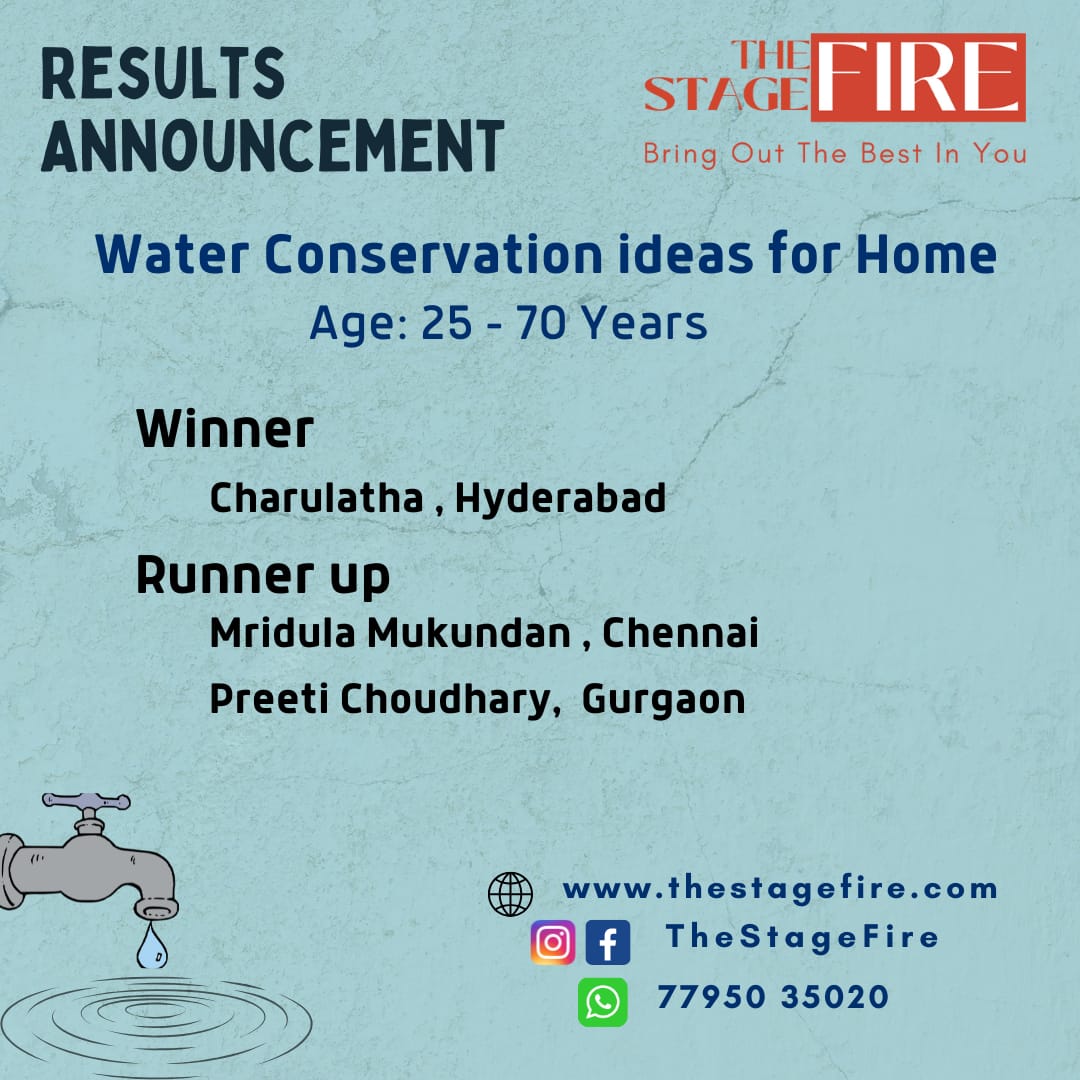 RESULTS
ANNOUNCEMENT
THE
STAGE FIRE
Bring Out The Best In You
Water Conservation ideas for Home
Age: 25 - 70 Years
Winner
Charulatha , Hyderabad
Runner up
Mridula Mukundan , Chennai
Preeti Choudhary, Gurgaon
www.thestagefire.com
TheStageFire
77950 35020